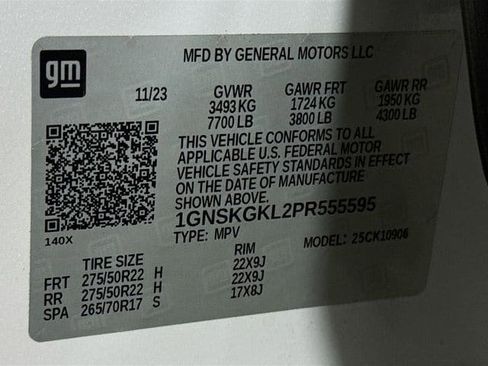 gm
MFD BY GENERAL MOTORS LLC
11/23 GVWR GAWR FRT GAWR RR
3493 KG 1724 KG 1950 KG
7700 LB 3800 LB 4300 LB
THIS VEHICLE CONFORMS TO ALL
APPLICABLE U.S. FEDERAL MOTOR
VEHICLE SAFETY STANDARDS IN EFFECT
ON THE DATE OF MANUFACTURE
SHOWN ABOVE.
1GNSKGKL2PR555595
140X TYPE: MPV MODEL: 25CK10906
TIRE SIZE RIM
FRT 275/50R22 H 22X9J
RR 275/50R22 H 22X9J
SPA 265/70R17 S 17X8J